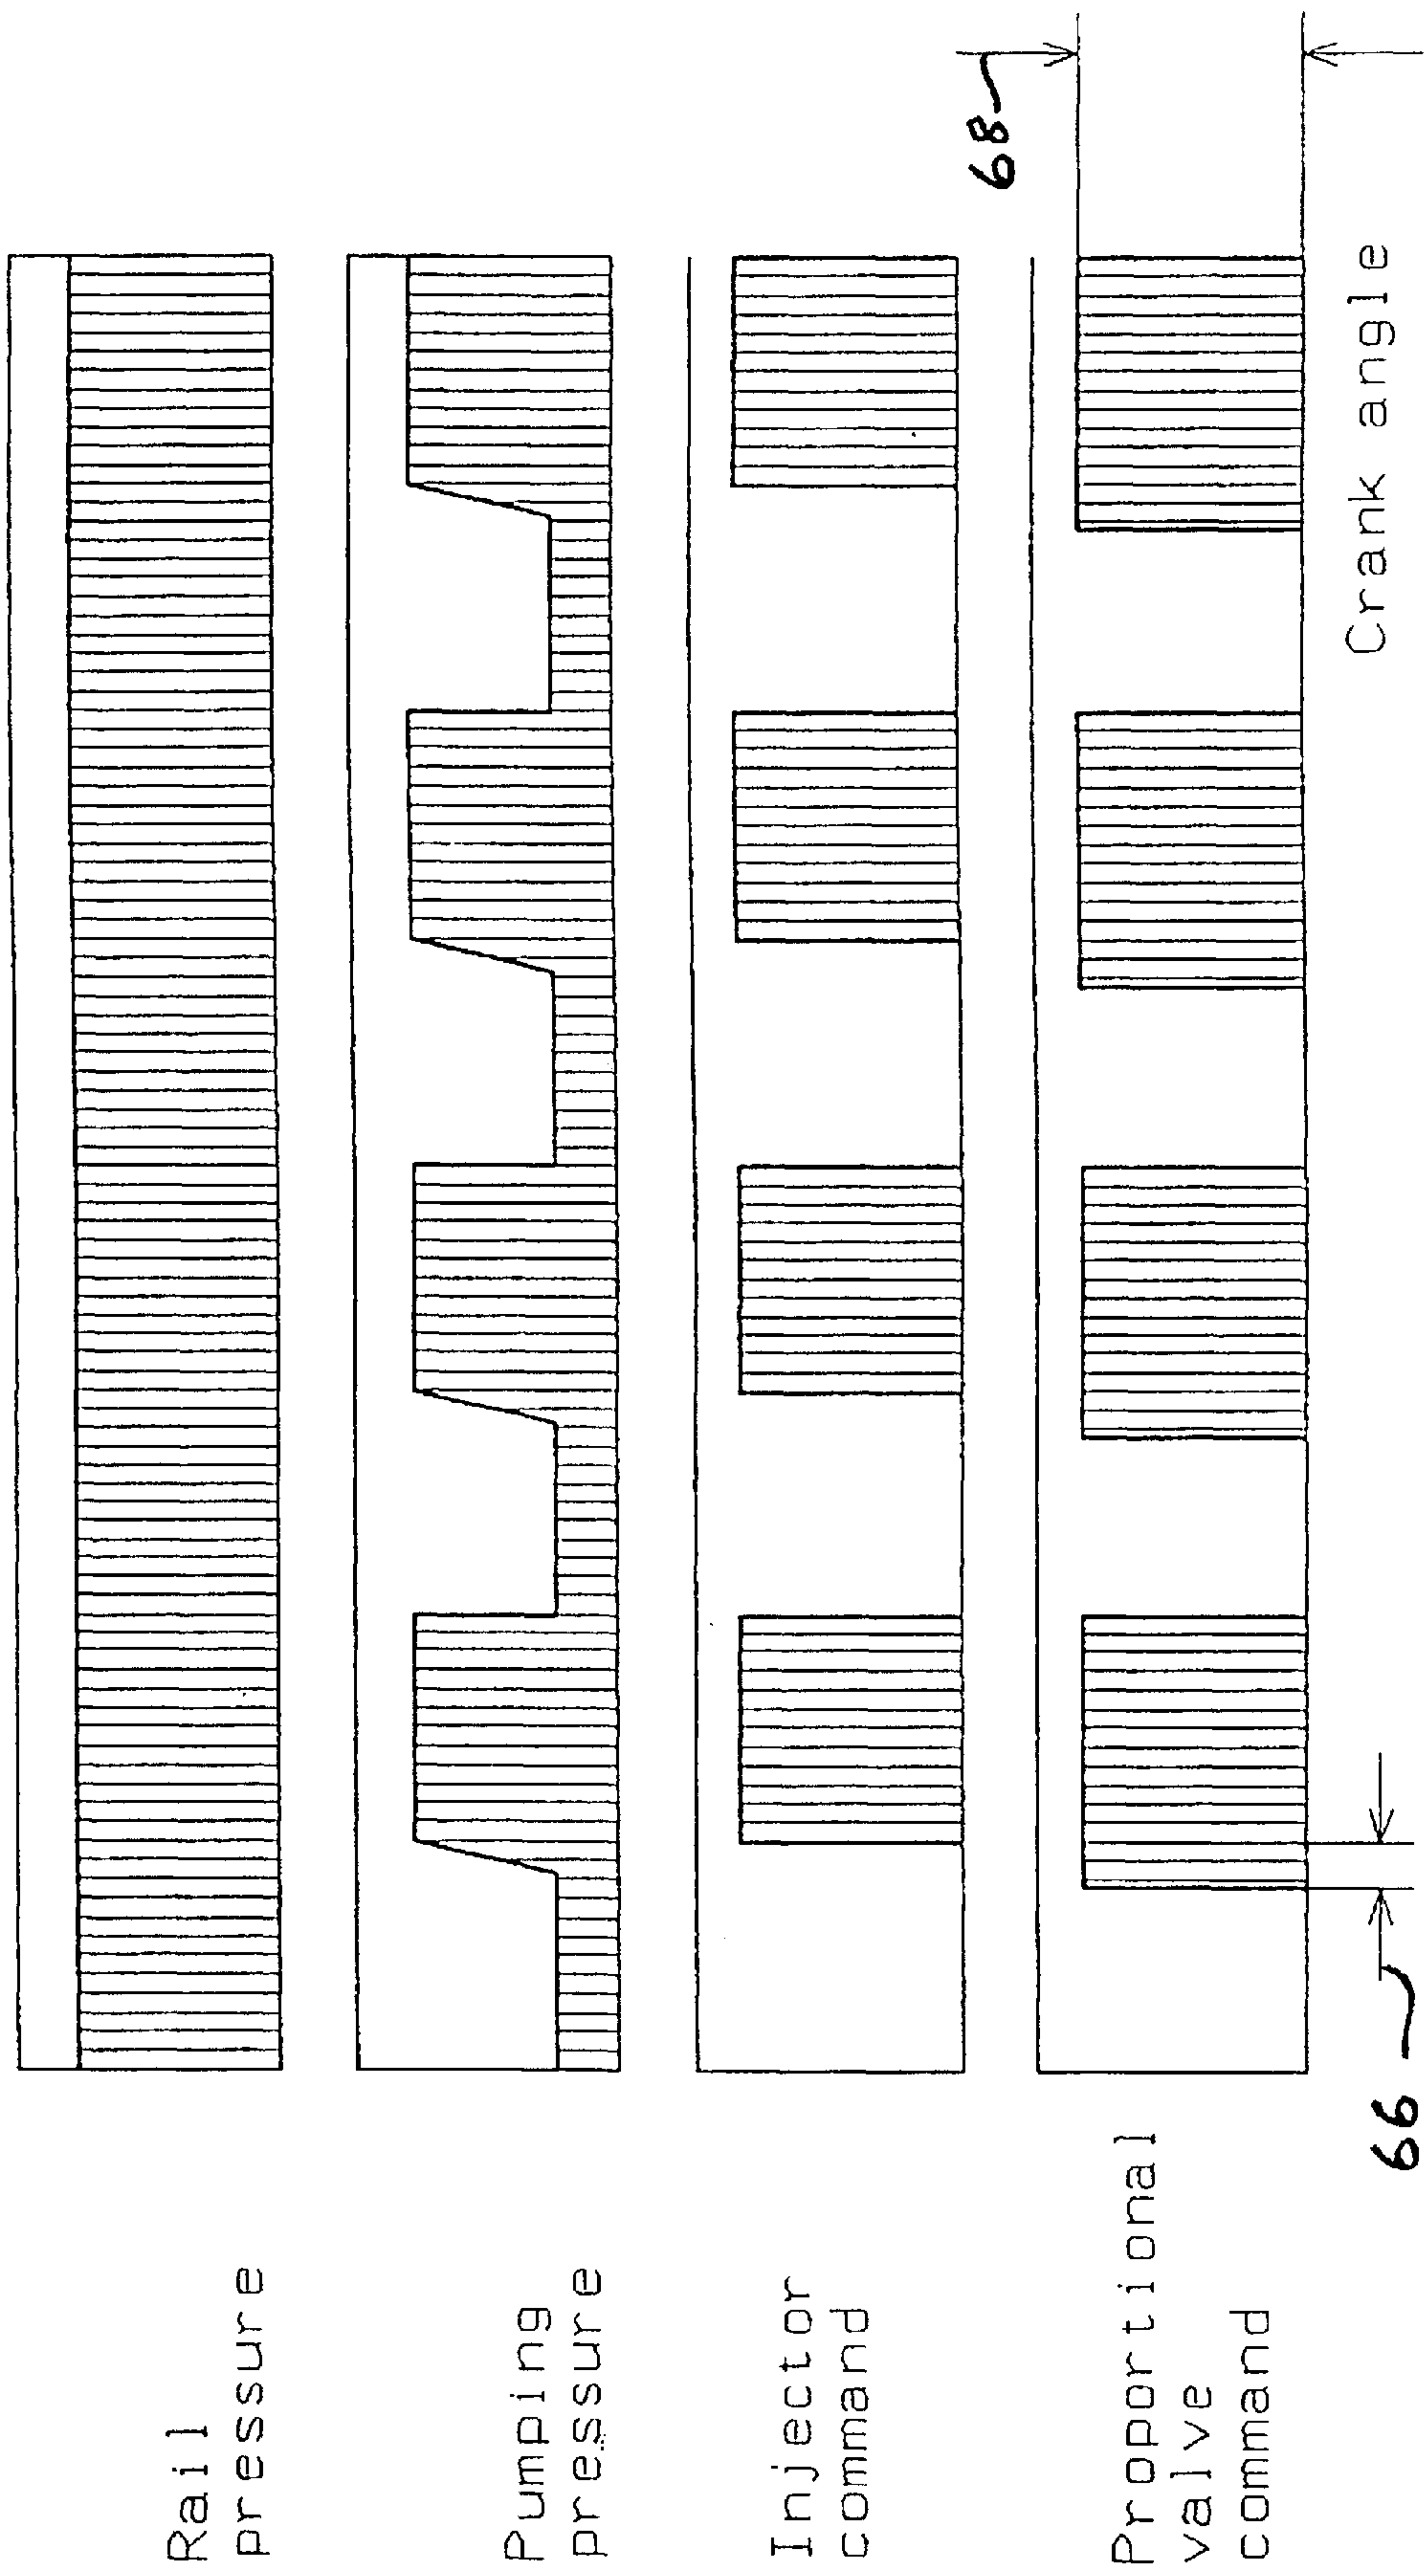 Rail
pressure
Pumping
pressure
Injector
command
Proportional
valve
command
66
68
Crank angle